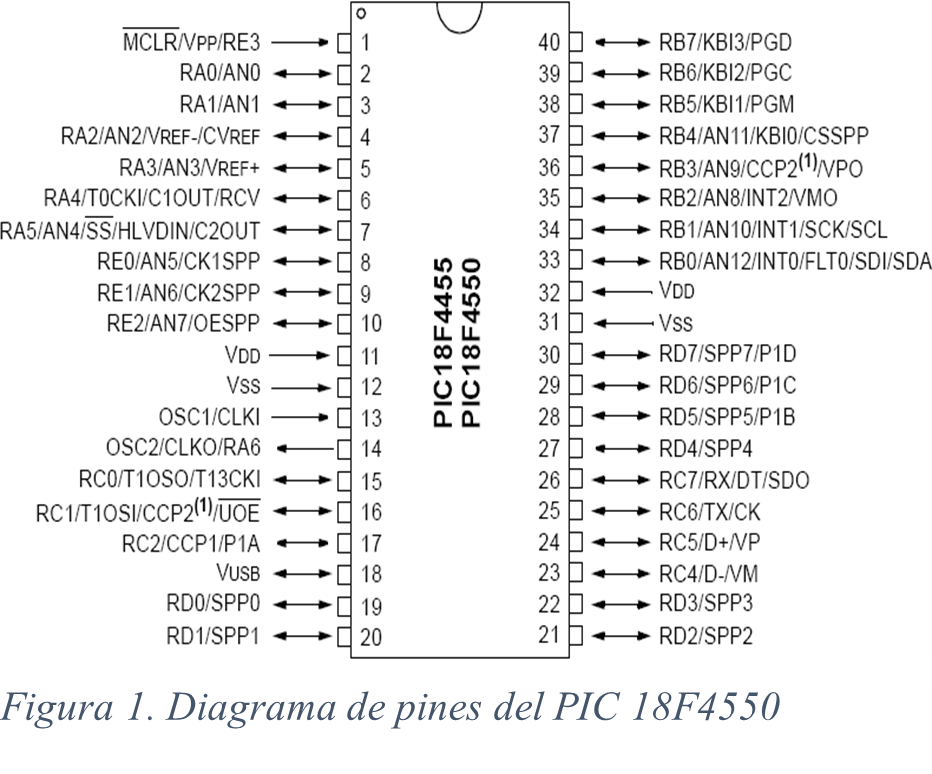 MCLR/VPP/RE3 1 40 RB7/KBI3/PGD
RA0/AN0 2 39 RB6/KBI2/PGC
RA1/AN1 3 38 RB5/KBI1/PGM
RA2/AN2/VREF-/CVREF 4 37 RB4/AN11/KBI0/CSSPP
RA3/AN3/VREF+ 5 36 RB3/AN9/CCP2(1)/VPO
RA4/T0CKI/C1OUT/RCV 6 35 RB2/AN8/INT2/VMO
RA5/AN4/SS/HLVDIN/C2OUT 7 34 RB1/AN10/INT1/SCK/SCL
RE0/AN5/CK1SPP 8 33 RB0/AN12/INT0/FLT0/SDI/SDA
RE1/AN6/CK2SPP 9 32 VDD
RE2/AN7/OESPP 10 31 VSS
VDD 11 30 RD7/SPP7/P1D
VSS 12 29 RD6/SPP6/P1C
OSC1/CLKI 13 28 RD5/SPP5/P1B
OSC2/CLKO/RA6 14 27 RD4/SPP4
RC0/T1OSO/T13CKI 15 26 RC7/RX/DT/SDO
RC1/T1OSI/CCP2(1)/UOE 16 25 RC6/TX/CK
RC2/CCP1/P1A 17 24 RC5/D+/VP
VUSB 18 23 RC4/D-/VM
RD0/SPP0 19 22 RD3/SPP3
RD1/SPP1 20 21 RD2/SPP2
PIC18F4455
PIC18F4550
Figura 1. Diagrama de pines del PIC 18F4550